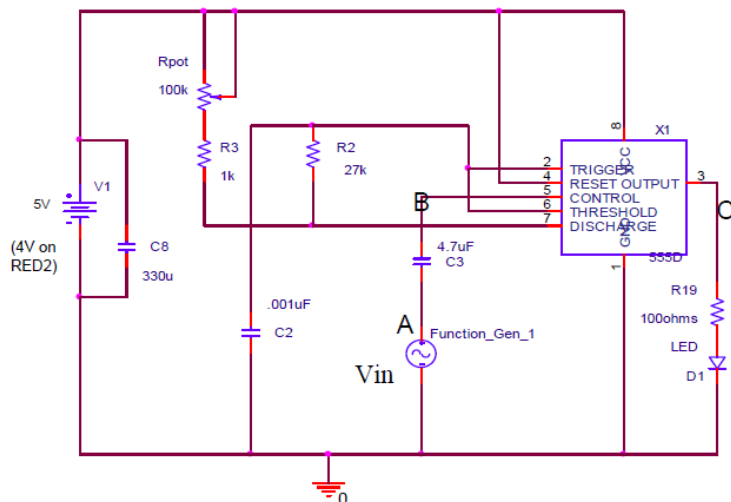 Rpot
100k
R3
1k
R2
27k
X1
8
VCC
2
TRIGGER
4
RESET OUTPUT
3
5
CONTROL
6
THRESHOLD
7
DISCHARGE
GND
1
555D
B
C
5V
V1
(4V on
RED2)
C8
330u
4.7uF
C3
.001uF
C2
A
Function_Gen_1
Vin
R19
100ohms
LED
D1
0